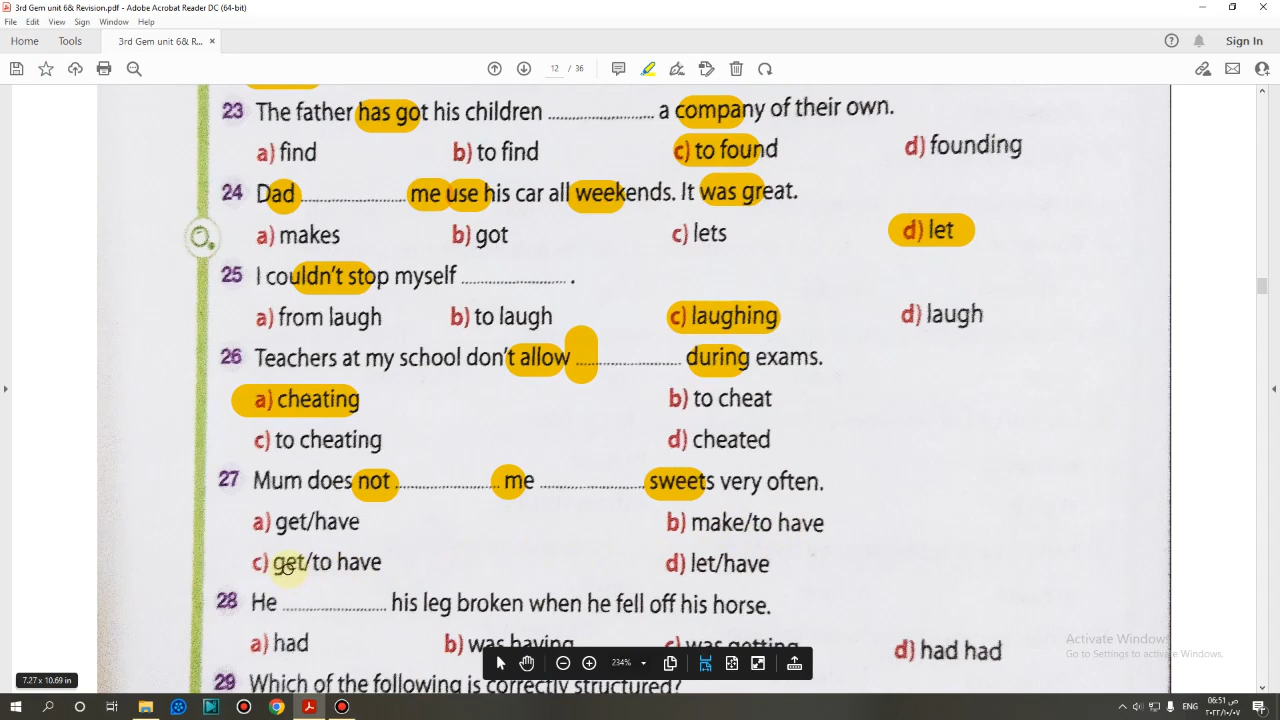 3rd Gem unit 6& Revision.pdf - Adobe Acrobat Reader DC (64-bit)
File Edit View Sign Window Help
Home Tools 3rd Gem unit 6& R... × Sign In
12 / 36
23 The father has got his children ........................ a company of their own.
a) find b) to find c) to found d) founding
24 Dad ........................ me use his car all weekends. It was great.
a) makes b) got c) lets d) let
25 I couldn't stop myself ........................ .
a) from laugh b) to laugh c) laughing d) laugh
26 Teachers at my school don't allow ........................ during exams.
a) cheating b) to cheat
c) to cheating d) cheated
27 Mum does not ........................ me ........................ sweets very often.
a) get/have b) make/to have
c) get/to have d) let/have
28 He ........................ his leg broken when he fell off his horse.
a) had b) was having c) was getting d) had had
Activate Windows
Go to Settings to activate Windows.
234%
29 Which of the following is correctly structured?
7.27 x 10.69 in
ENG
06:51 ص
٢٠٢٢/١٠/٠٧